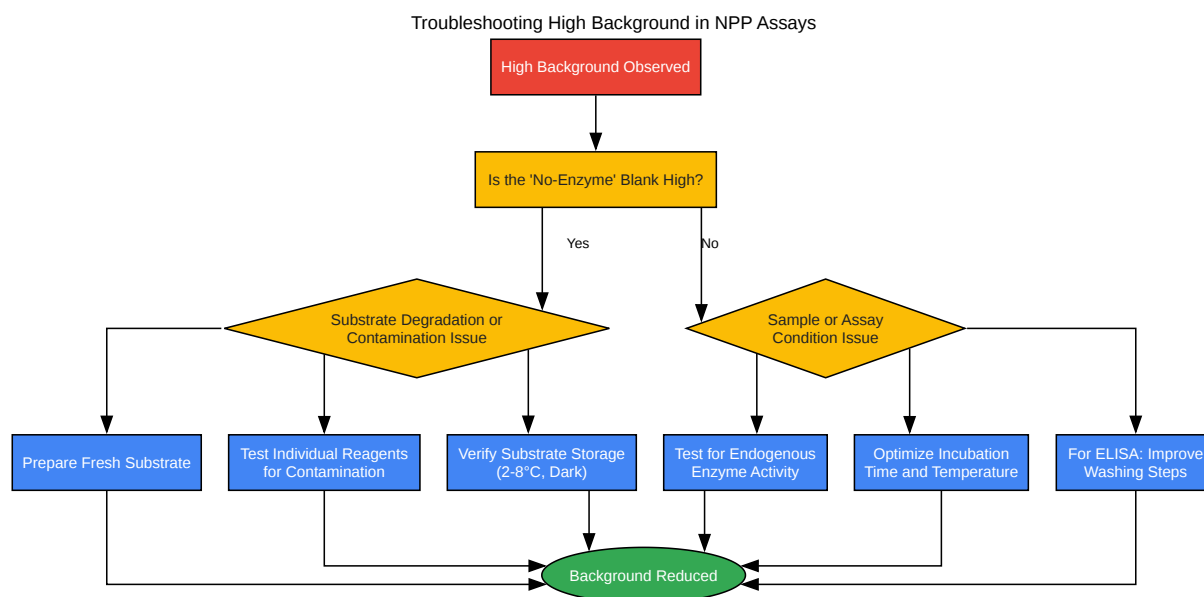 Troubleshooting High Background in NPP Assays
High Background Observed
Is the 'No-Enzyme' Blank High?
Yes
No
Substrate Degradation or
Contamination Issue
Sample or Assay
Condition Issue
Prepare Fresh Substrate
Test Individual Reagents
for Contamination
Verify Substrate Storage
(2-8°C, Dark)
Test for Endogenous
Enzyme Activity
Optimize Incubation
Time and Temperature
For ELISA: Improve
Washing Steps
Background Reduced